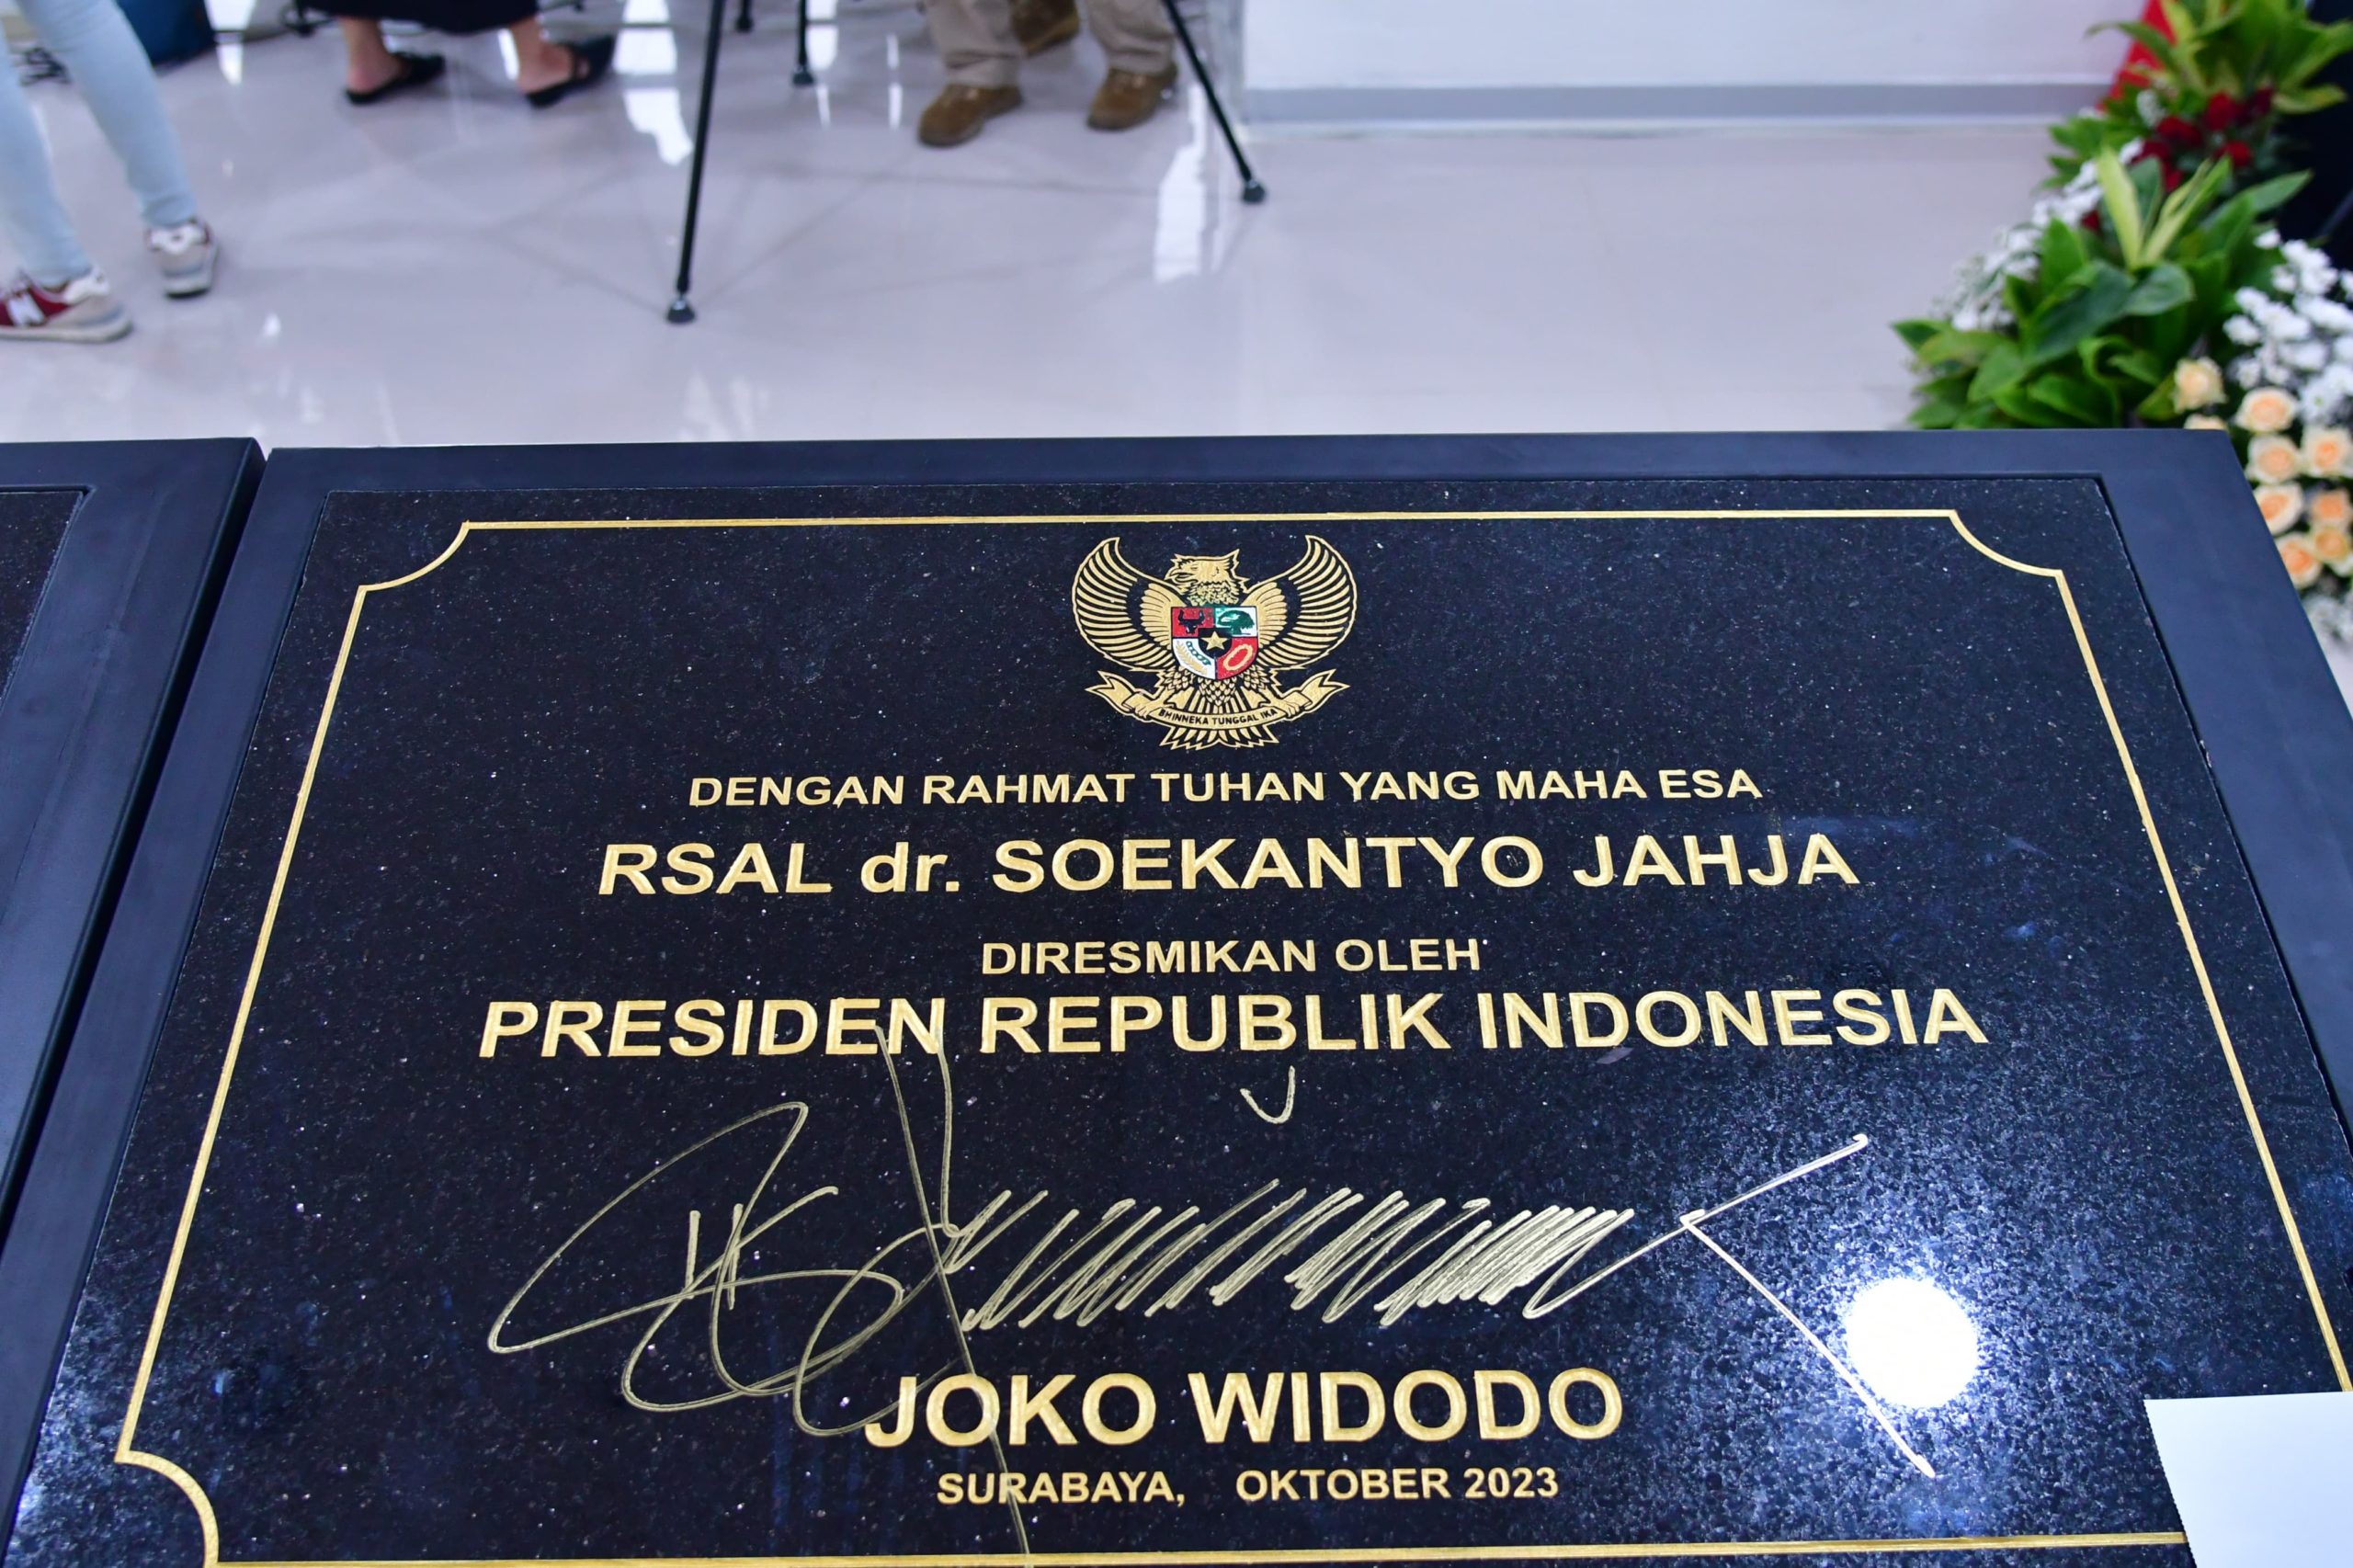 N
BHINNEKA TUNGGAL IKA
DENGAN RAHMAT TUHAN YANG MAHA ESA
RSAL dr. SOEKANTYO JAHJA
DIRESMIKAN OLEH
PRESIDEN REPUBLIK INDONESIA
JOKO WIDODO
SURABAYA, OKTOBER 2023